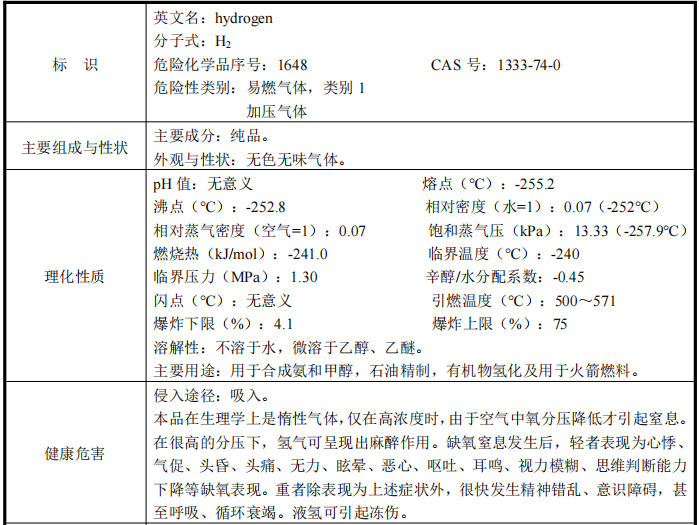 标 识
英文名：hydrogen
分子式：H₂
危险化学品序号：1648 CAS 号：1333-74-0
危险性类别：易燃气体，类别 1
加压气体
主要组成与性状
主要成分：纯品。
外观与性状：无色无味气体。
理化性质
pH 值：无意义 熔点（℃）：-255.2
沸点（℃）：-252.8 相对密度（水=1）：0.07（-252℃）
相对蒸气密度（空气=1）：0.07 饱和蒸气压（kPa）：13.33（-257.9℃）
燃烧热（kJ/mol）：-241.0 临界温度（℃）：-240
临界压力（MPa）：1.30 辛醇/水分配系数：-0.45
闪点（℃）：无意义 引燃温度（℃）：500～571
爆炸下限（%）：4.1 爆炸上限（%）：75
溶解性：不溶于水，微溶于乙醇、乙醚。
主要用途：用于合成氨和甲醇，石油精制，有机物氢化及用于火箭燃料。
健康危害
侵入途径：吸入。
本品在生理学上是惰性气体，仅在高浓度时，由于空气中氧分压降低才引起窒息。
在很高的分压下，氢气可呈现出麻醉作用。缺氧窒息发生后，轻者表现为心悸、
气促、头昏、头痛、无力、眩晕、恶心、呕吐、耳鸣、视力模糊、思维判断能力
下降等缺氧表现。重者除表现为上述症状外，很快发生精神错乱、意识障碍，甚
至呼吸、循环衰竭。液氢可引起冻伤。